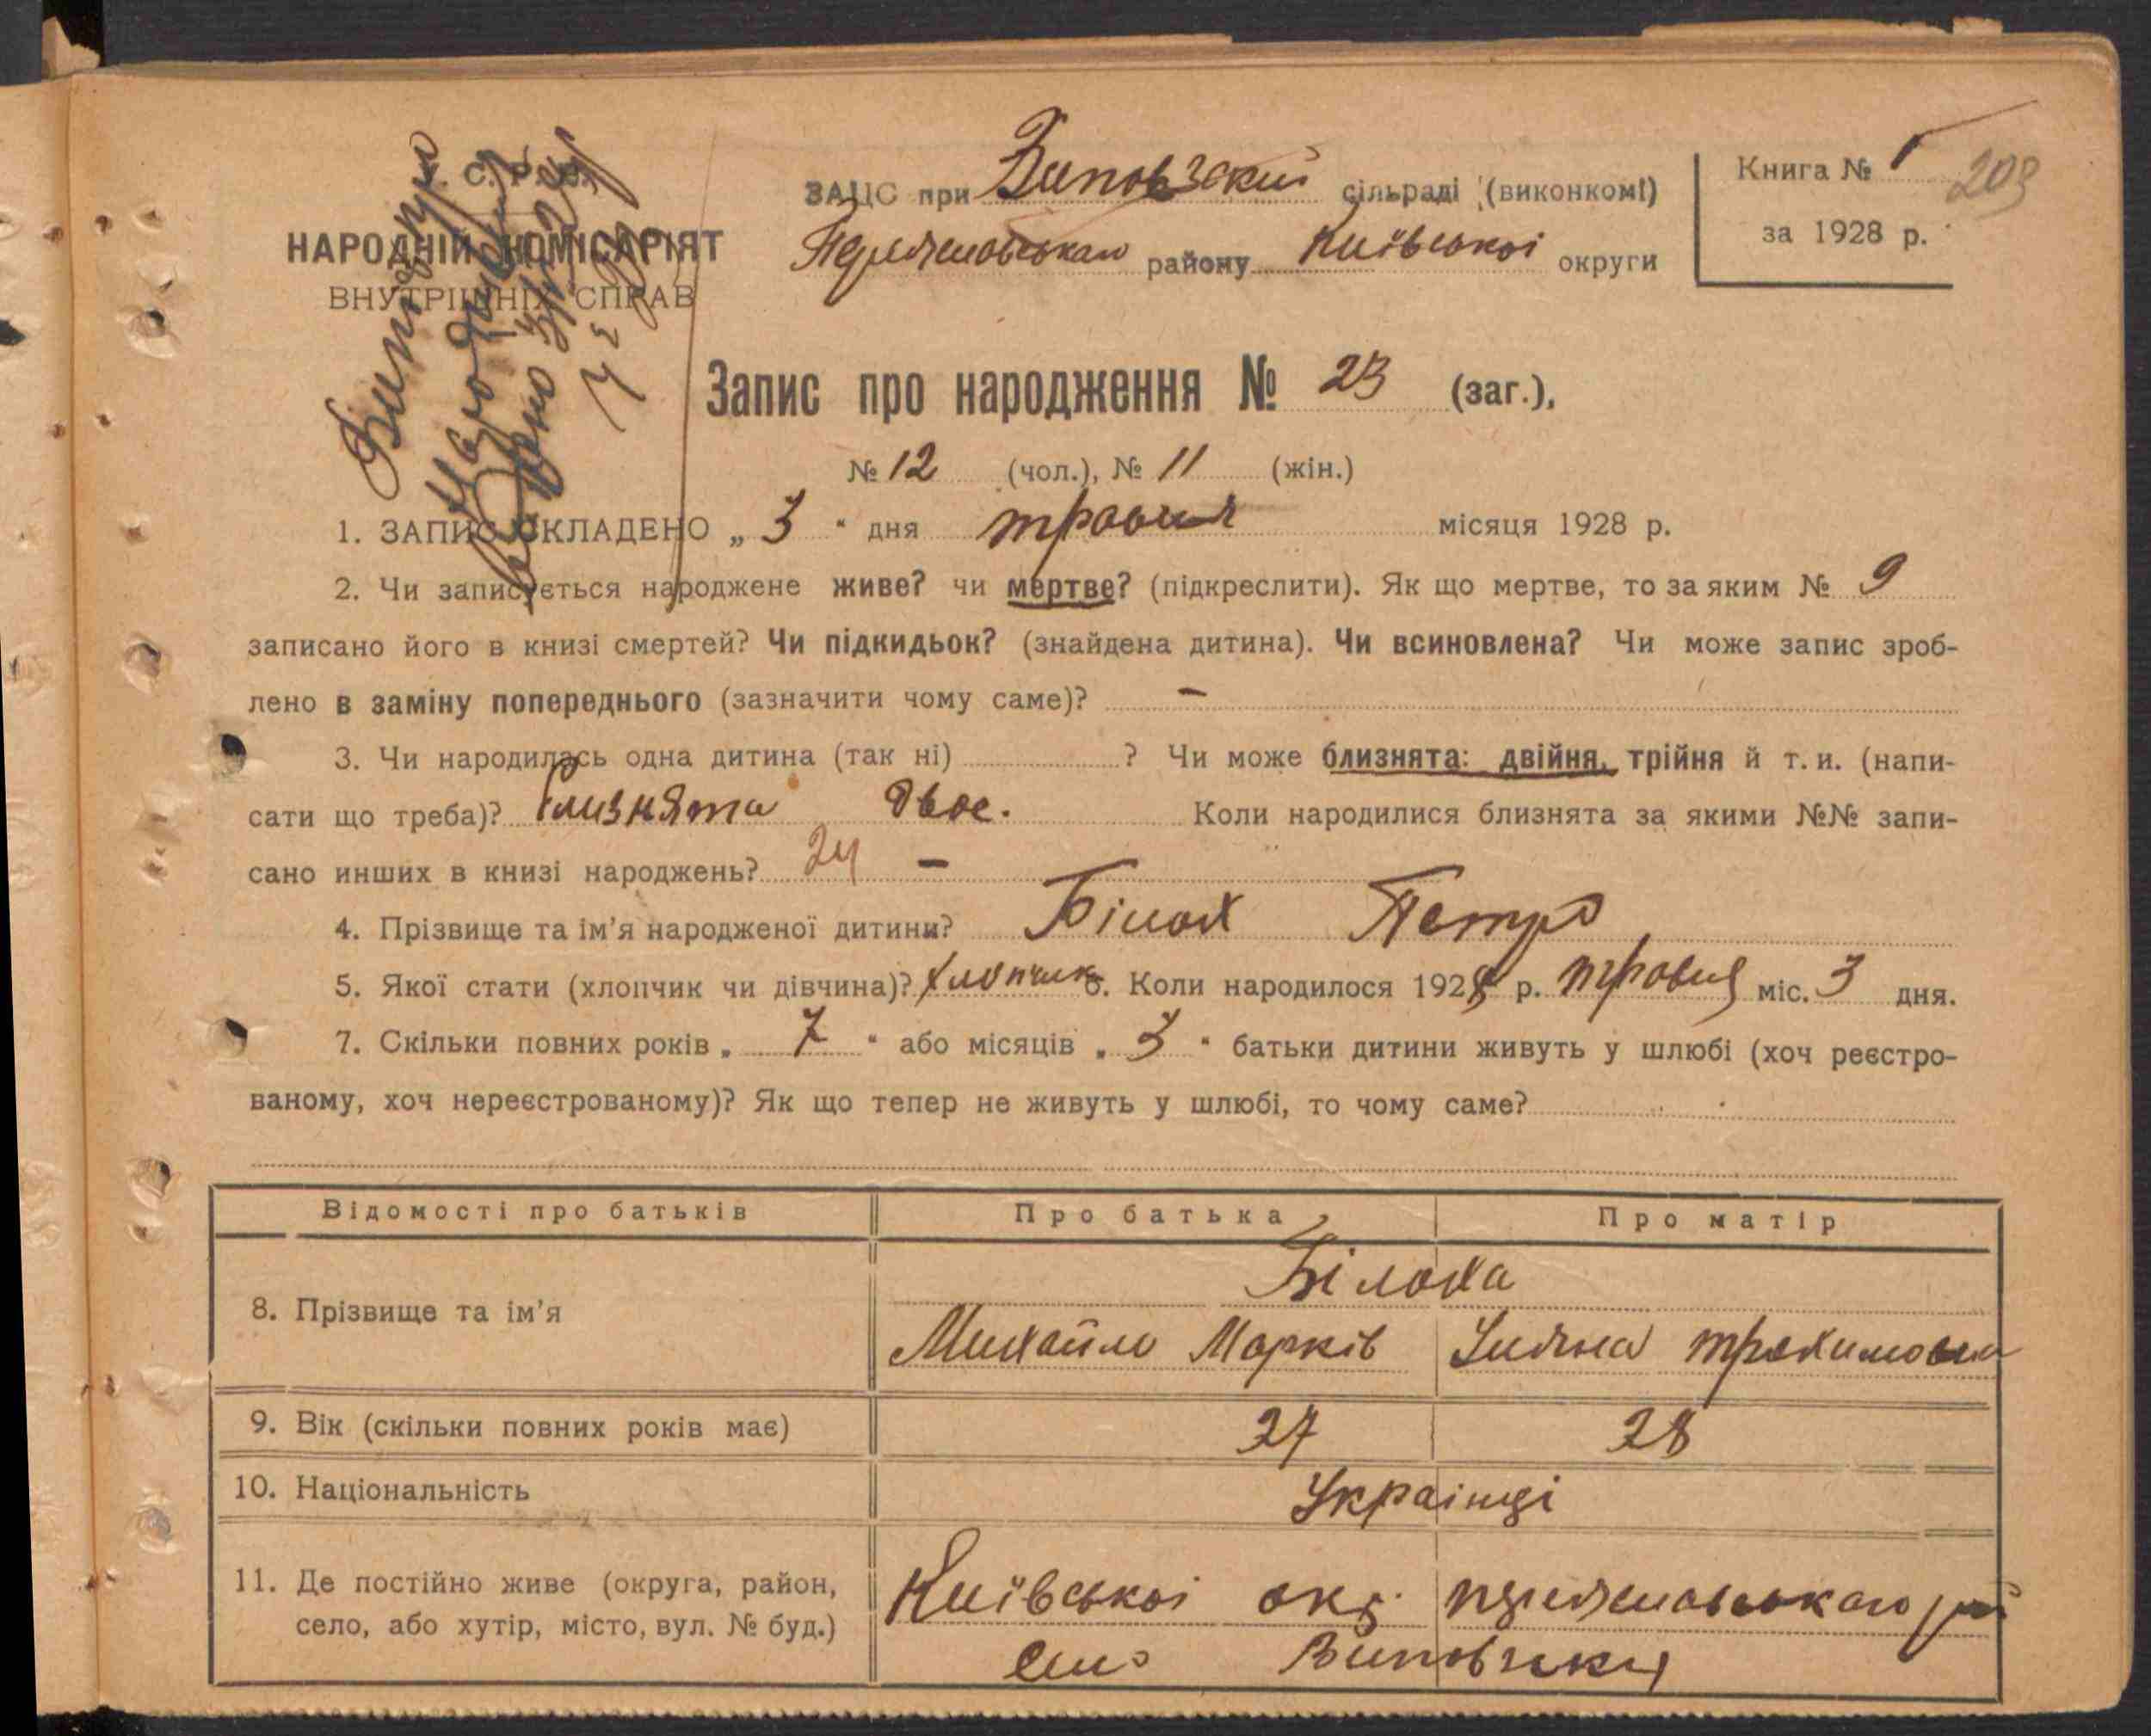 У. С. Р. Р.
НАРОДНІЙ КОМІСАРІЯТ
ВНУТРІШНІХ СПРАВ
ЗАЦС при сільраді (виконкомі)
району Київської округи
Книга № 1 203
за 1928 р.
Запис про народження № 23 (заг.),
№ 12 (чол.), № 11 (жін.)
1. ЗАПИС СКЛАДЕНО „ 3 “ дня травня місяця 1928 р.
2. Чи записується народжене живе? чи мертве? (підкреслити). Як що мертве, то за яким № 9
записано його в книзі смертей? Чи підкидьок? (знайдена дитина). Чи всиновлена? Чи може запис зроб-
лено в заміну попереднього (зазначити чому саме)? —
3. Чи народилась одна дитина (так ні) ? Чи може близнята: двійня, трійня й т. и. (напи-
сати що треба)? близнята двое. Коли народилися близнята за якими №№ запи-
сано инших в книзі народжень? 24 —
4. Прізвище та ім’я народженої дитини? Білох Петро
5. Якої стати (хлопчик чи дівчина)? хлопчик 6. Коли народилося 1928 р. травня міс. 3 дня.
7. Скільки повних років „ 7 “ або місяців „ 3 “ батьки дитини живуть у шлюбі (хоч реєстро-
ваному, хоч нереєстрованому)? Як що тепер не живуть у шлюбі, то чому саме?
Відомості про батьків Про батька Про матір
8. Прізвище та ім’я Білоха
Михайло Марків Уляна
9. Вік (скільки повних років має) 27 28
10. Національність Украінці
11. Де постійно живе (округа, район, село, або хутір, місто, вул. № буд.) Київської окр.
село Виповзки